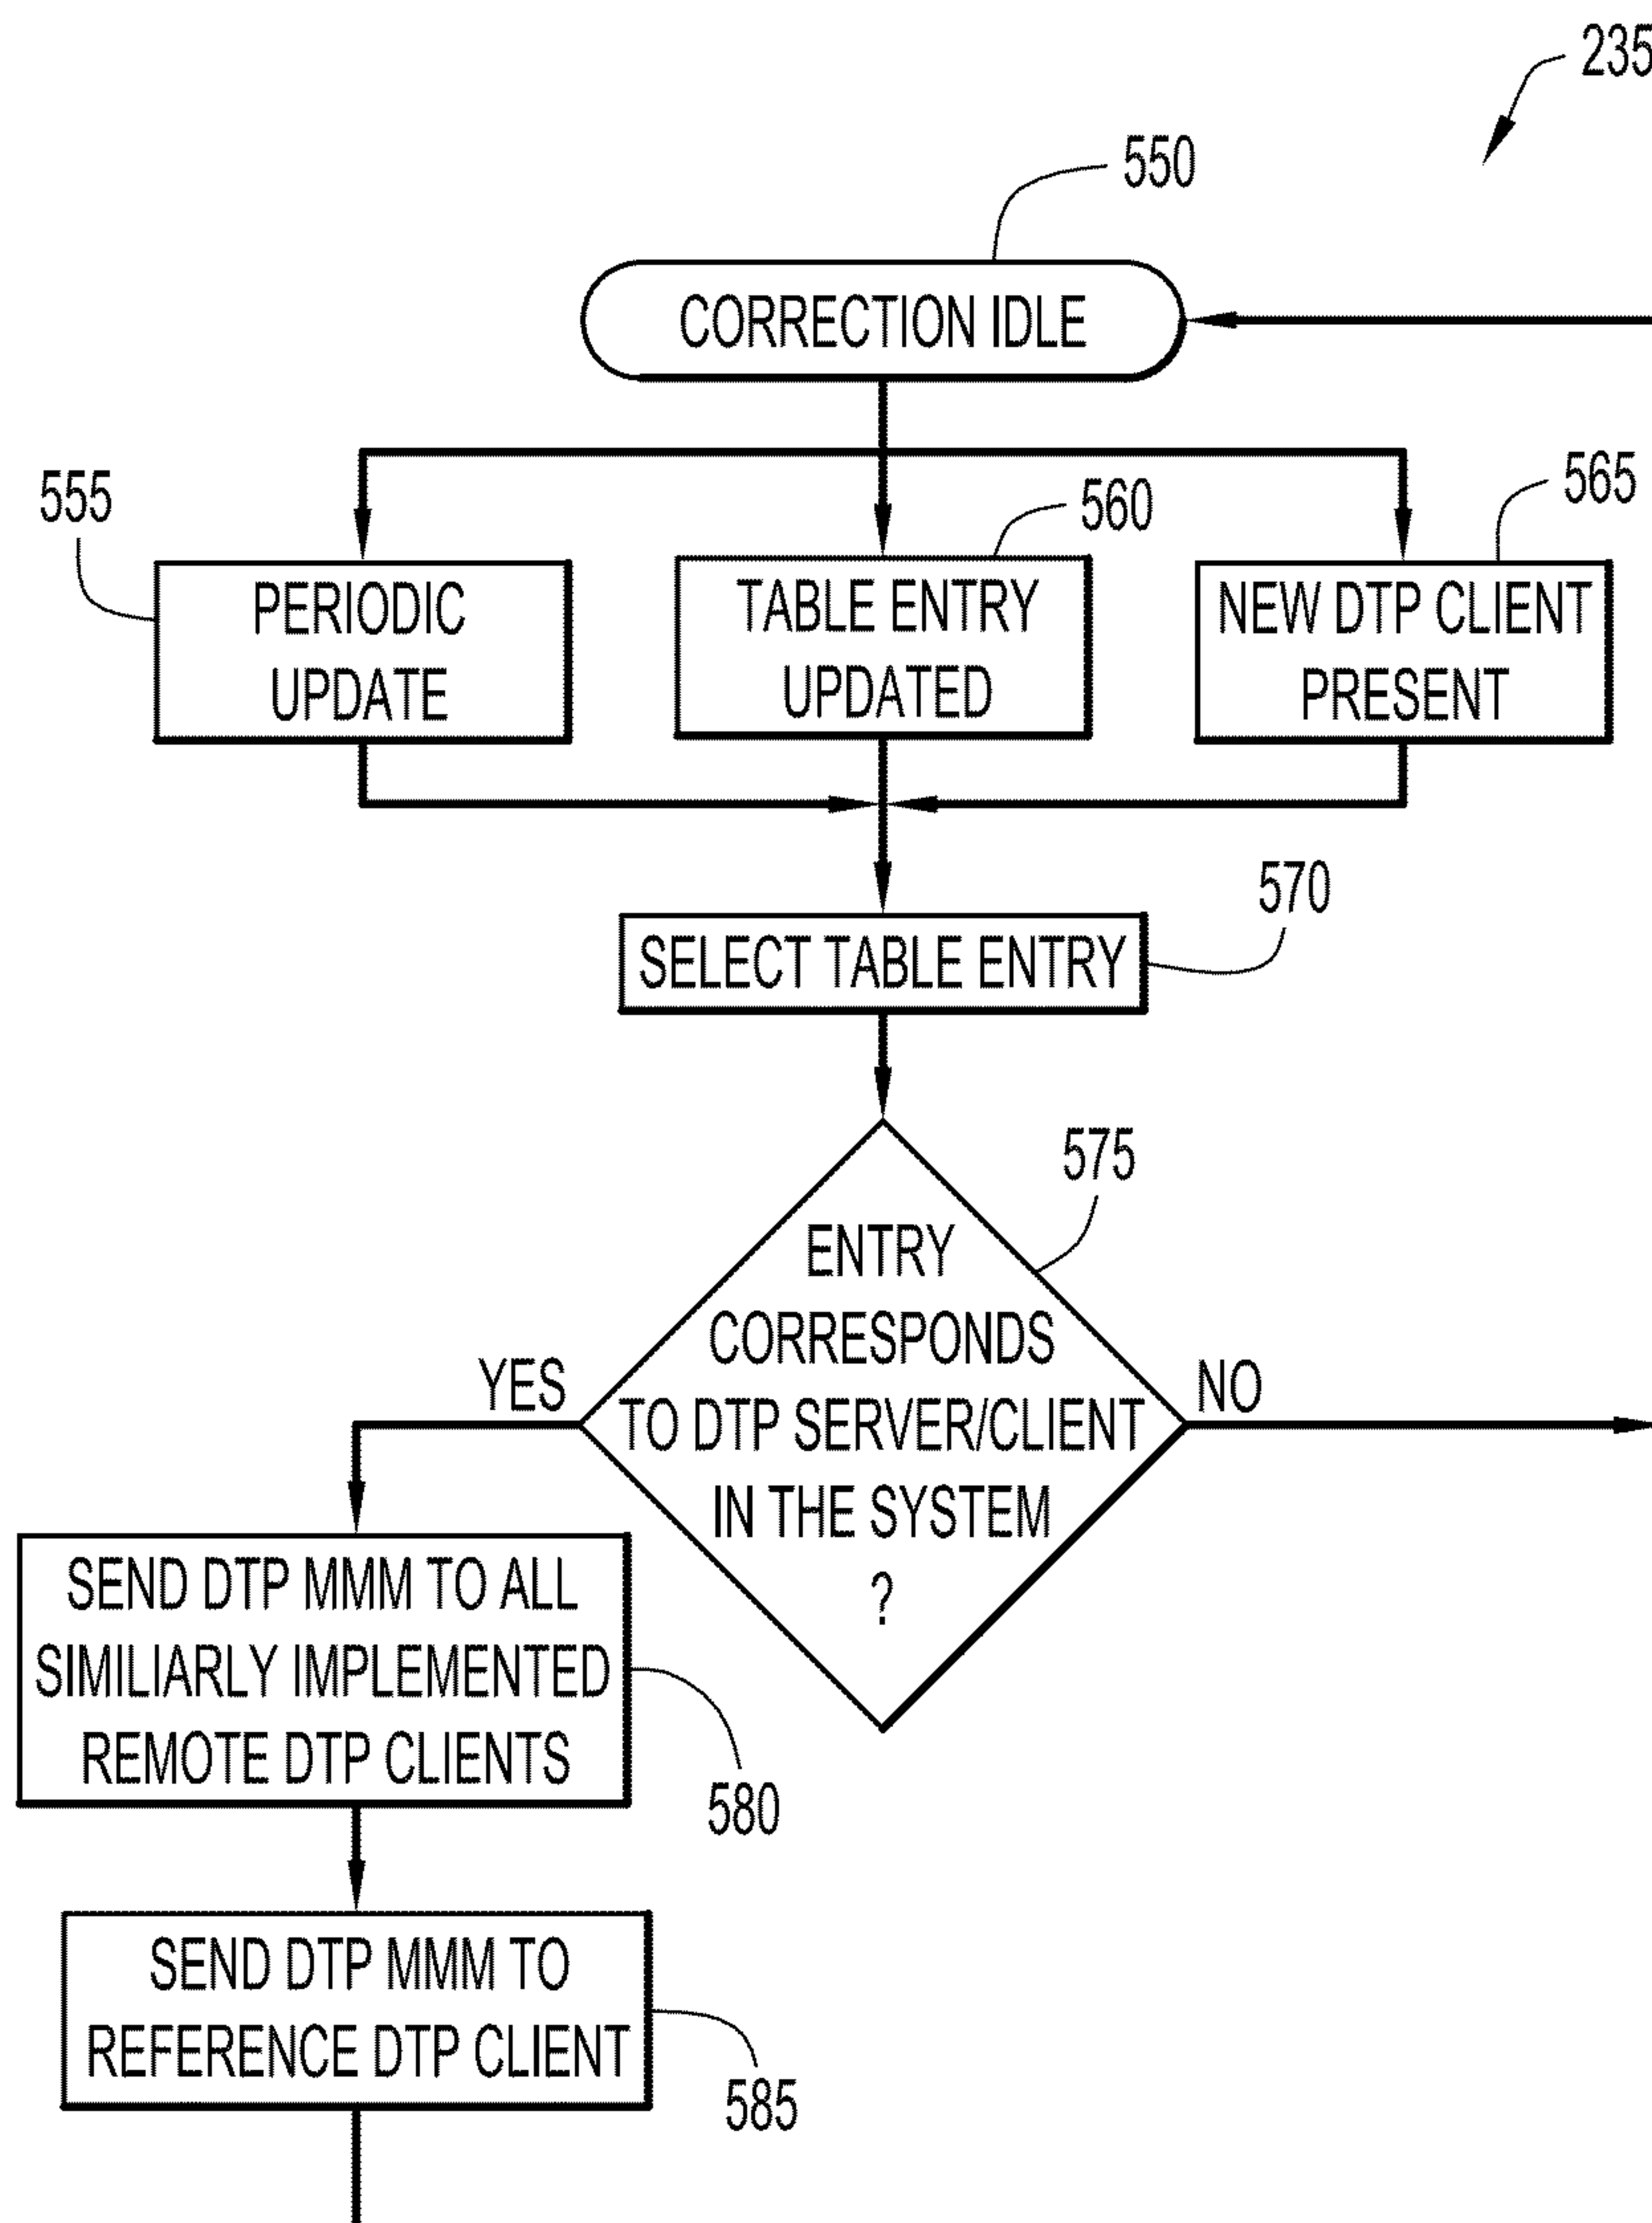 235
550
CORRECTION IDLE
555
560
565
PERIODIC
UPDATE
TABLE ENTRY
UPDATED
NEW DTP CLIENT
PRESENT
570
SELECT TABLE ENTRY
575
ENTRY
CORRESPONDS
TO DTP SERVER/CLIENT
IN THE SYSTEM
?
YES
NO
SEND DTP MMM TO ALL
SIMILIARLY IMPLEMENTED
REMOTE DTP CLIENTS
580
SEND DTP MMM TO
REFERENCE DTP CLIENT
585